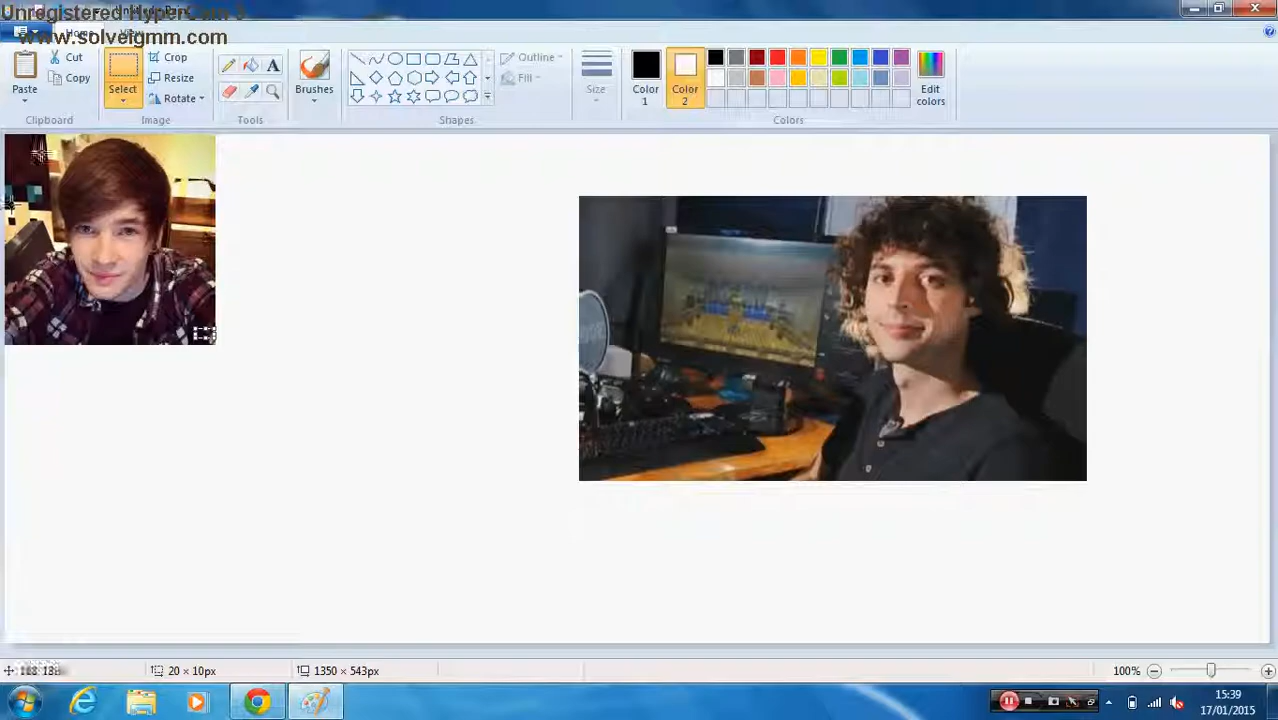 Unregistered HyperCam 3
www.solveigmm.com
Paste
Cut
Copy
Clipboard
Select
Crop
Resize
Rotate
Image
Tools
Brushes
Shapes
Outline
Fill
Size
Color
1
Color
2
Edit
colors
Colors
20 × 10px
1350 × 543px
100%
15:39
17/01/2015